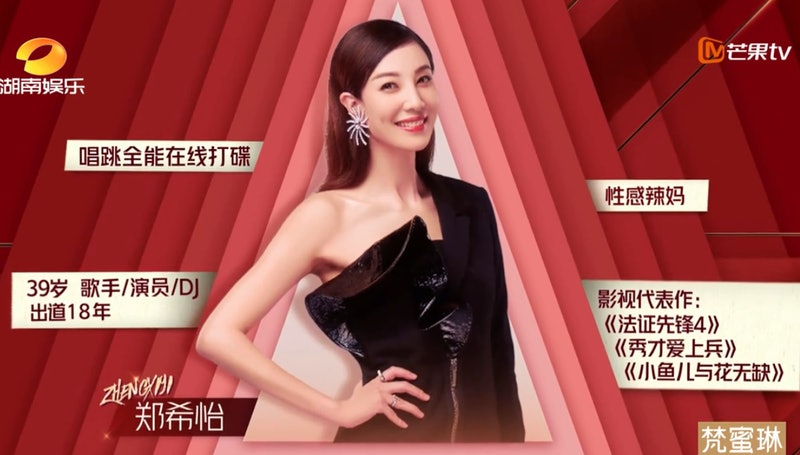 湖南娱乐
芒果tv
唱跳全能在线打碟
性感辣妈
39岁 歌手/演员/DJ
出道18年
影视代表作：
《法证先锋4》
《秀才爱上兵》
《小鱼儿与花无缺》
ZHENGXIYI
郑希怡
梵蜜琳